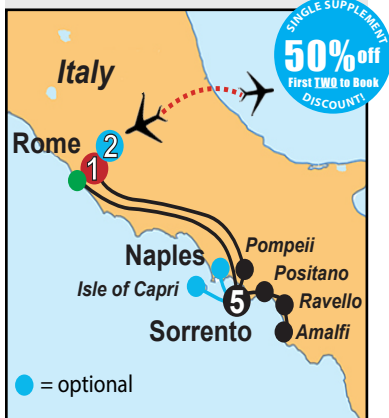 SINGLE SUPPLEMENT
50%off
First TWO to Book
DISCOUNT!
Italy
Rome
2
1
Naples
Pompeii
Positano
Isle of Capri
5
Ravello
Sorrento
Amalfi
= optional